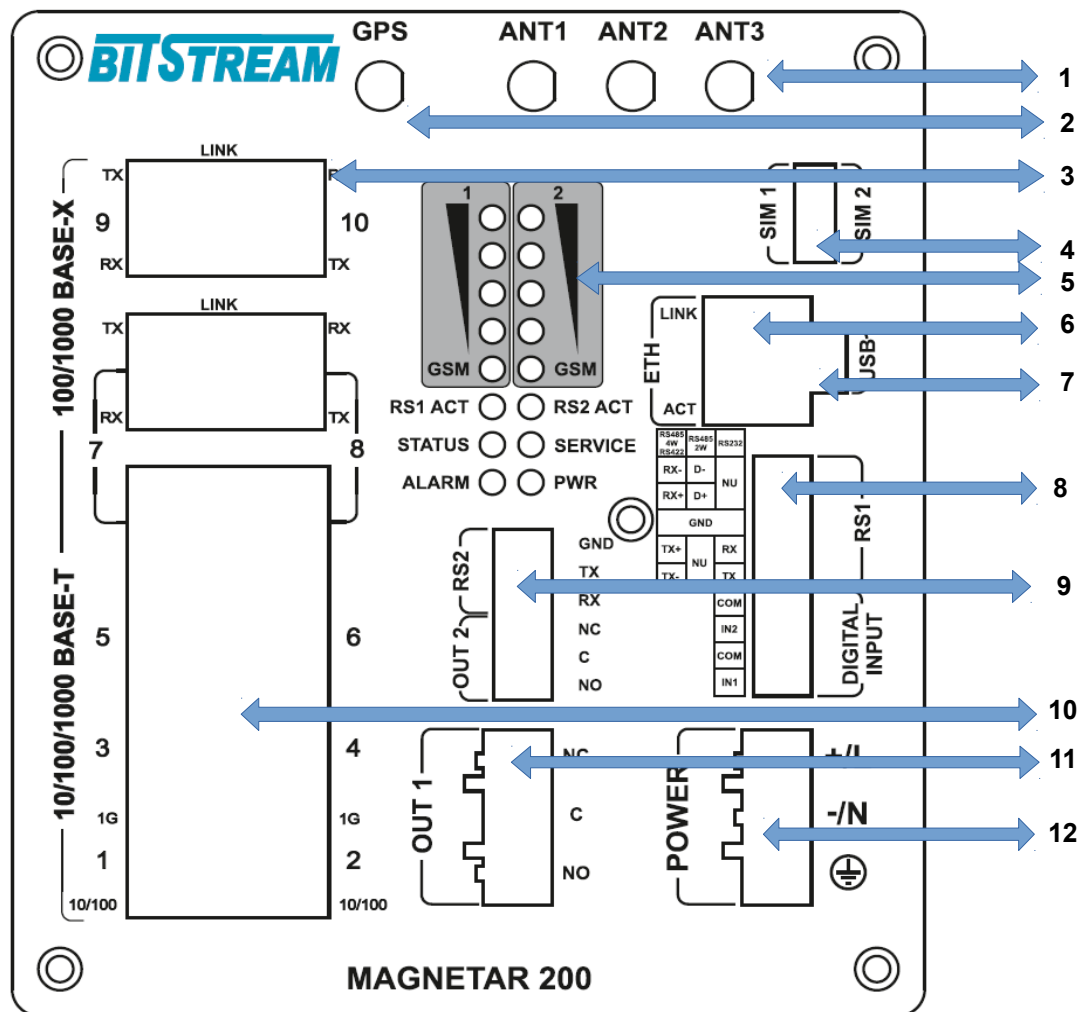 GPS ANT1 ANT2 ANT3
BITSTREAM
1
2
LINK
TX
3
9 10
RX TX
100/1000 BASE-X
1 2
GSM GSM
SIM 1 SIM 2
4
5
LINK
TX RX
RX TX
7 8
LINK
ETH
ACT
USB
6
7
RS1 ACT RS2 ACT
STATUS SERVICE
ALARM PWR
RS485 4W RS422 RS485 2W RS232
RX- D- NU
RX+ D+
GND
TX+ NU RX
TX- TX
COM
IN2
COM
IN1
RS1
DIGITAL INPUT
8
RS2
GND
TX
RX
9
OUT 2
NC
C
NO
10/100/1000 BASE-T
5 6
3 4
1G 1G
1 2
10/100 10/100
10
OUT 1
NC
C
NO
11
POWER
-/N
12
MAGNETAR 200